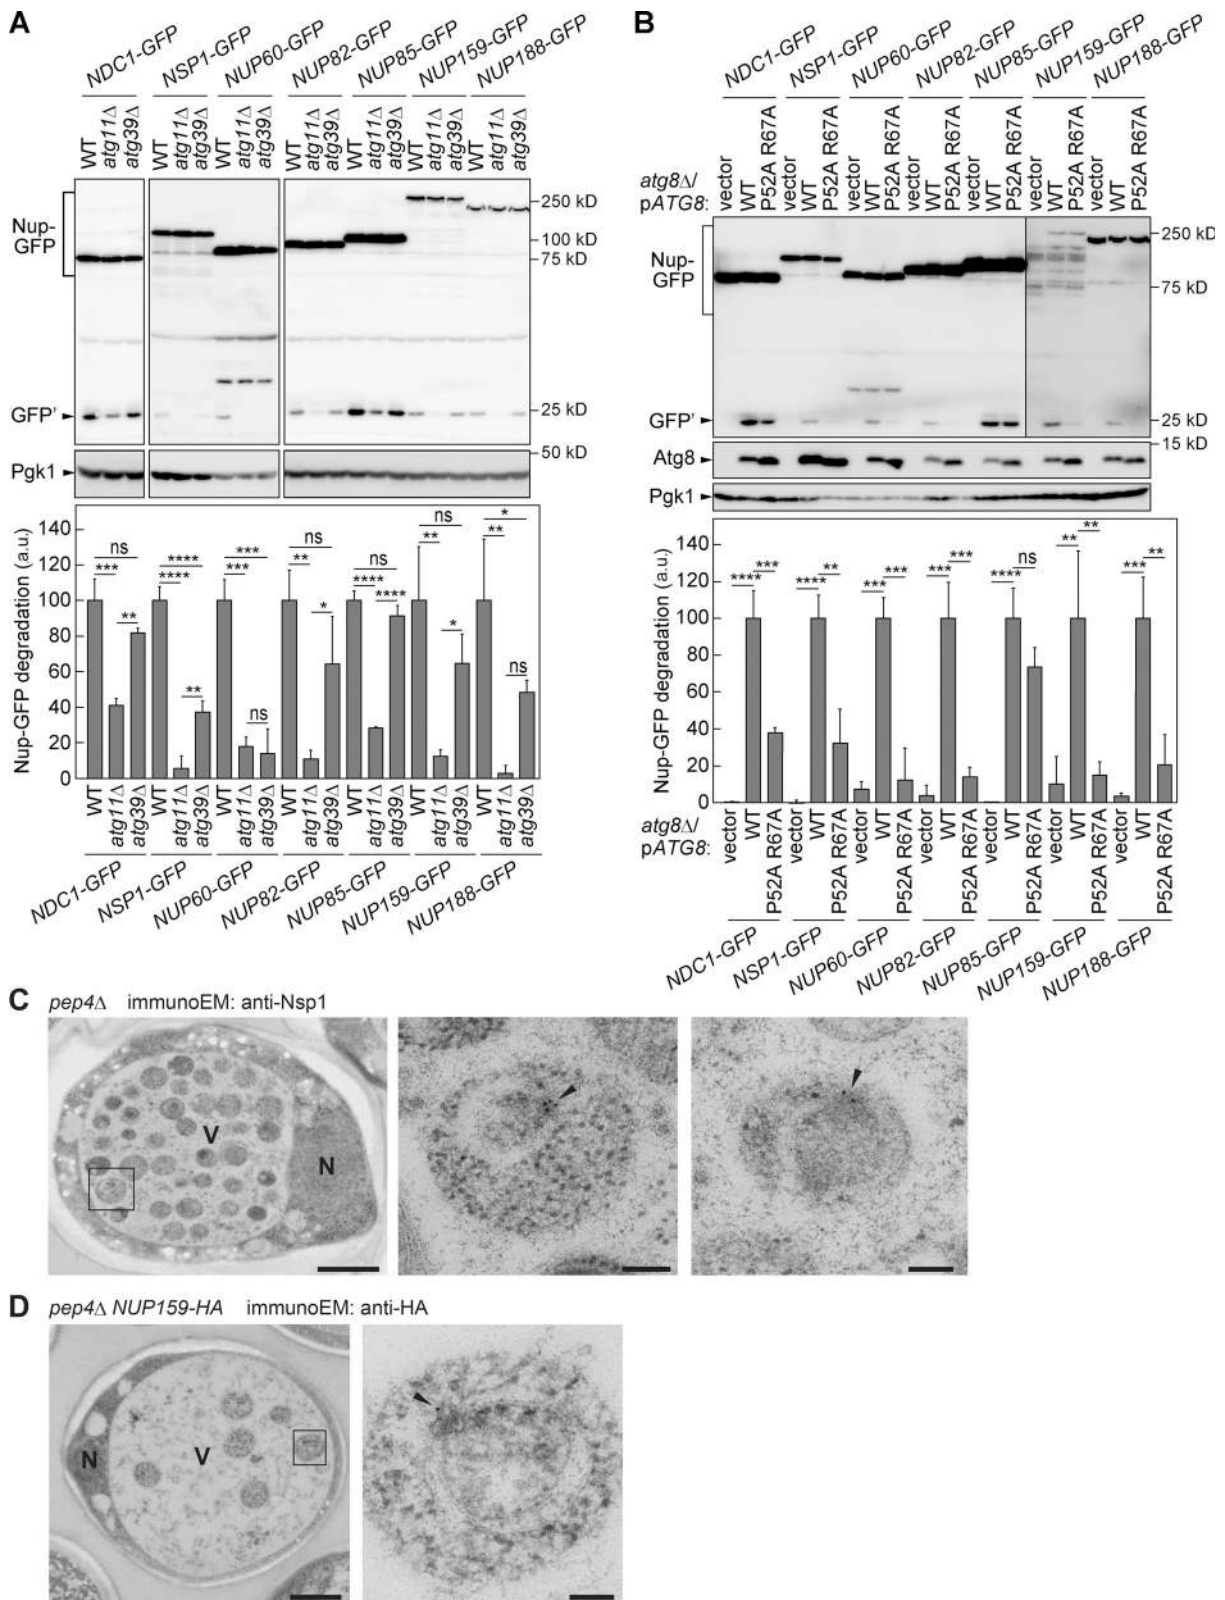 A
NDC1-GFP
NSP1-GFP
NUP60-GFP
NUP82-GFP
NUP85-GFP
NUP159-GFP
NUP188-GFP
WT atg11Δ atg39Δ WT atg11Δ atg39Δ WT atg11Δ atg39Δ WT atg11Δ atg39Δ WT atg11Δ atg39Δ WT atg11Δ atg39Δ WT atg11Δ atg39Δ
Nup-
GFP
250 kD
100 kD
75 kD
GFP'
25 kD
50 kD
Pgk1
Nup-GFP degradation (a.u.)
140
120
100
80
60
40
20
0
ns *** ** **** **** ** *** *** ns ns ** * ns **** **** ns ** * * ** ns
WT atg11Δ atg39Δ WT atg11Δ atg39Δ WT atg11Δ atg39Δ WT atg11Δ atg39Δ WT atg11Δ atg39Δ WT atg11Δ atg39Δ WT atg11Δ atg39Δ
NDC1-GFP
NSP1-GFP
NUP60-GFP
NUP82-GFP
NUP85-GFP
NUP159-GFP
NUP188-GFP
B
NDC1-GFP
NSP1-GFP
NUP60-GFP
NUP82-GFP
NUP85-GFP
NUP159-GFP
NUP188-GFP
atg8Δ/
pATG8:
vector WT P52A R67A vector WT P52A R67A vector WT P52A R67A vector WT P52A R67A vector WT P52A R67A vector WT P52A R67A vector WT P52A R67A
Nup-
GFP
250 kD
75 kD
GFP'
25 kD
15 kD
Atg8
Pgk1
Nup-GFP degradation (a.u.)
140
120
100
80
60
40
20
0
**** *** **** ** *** *** *** *** **** ns ** ** *** **
atg8Δ/
pATG8:
vector WT P52A R67A vector WT P52A R67A vector WT P52A R67A vector WT P52A R67A vector WT P52A R67A vector WT P52A R67A vector WT P52A R67A
NDC1-GFP
NSP1-GFP
NUP60-GFP
NUP82-GFP
NUP85-GFP
NUP159-GFP
NUP188-GFP
C pep4Δ immunoEM: anti-Nsp1
V
N
D pep4Δ NUP159-HA immunoEM: anti-HA
N
V